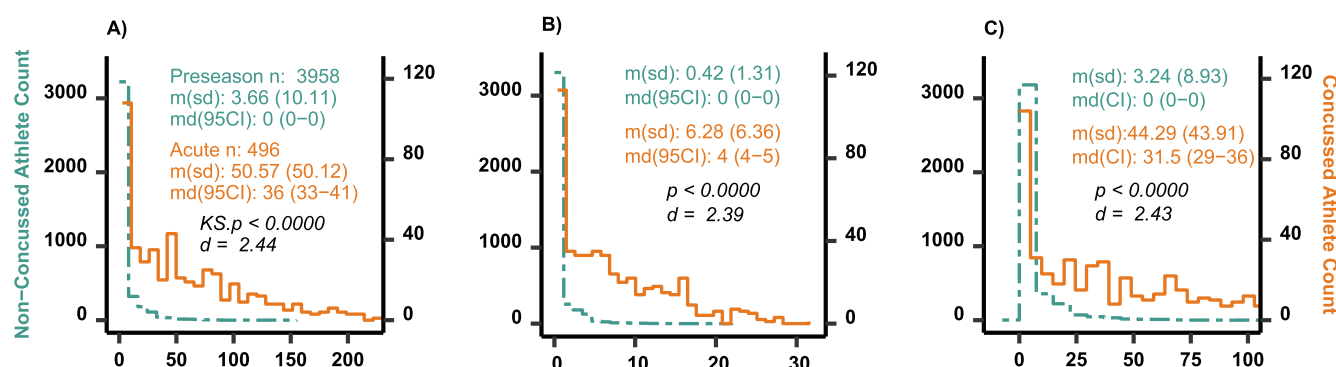 A)
Non−Concussed Athlete Count
3000
2000
1000
0
Preseason n: 3958
m(sd): 3.66 (10.11)
md(95CI): 0 (0−0)
Acute n: 496
m(sd): 50.57 (50.12)
md(95CI): 36 (33−41)
KS.p < 0.0000
d = 2.44
120
80
40
0
0 50 100 150 200
B)
3000
2000
1000
0
m(sd): 0.42 (1.31)
md(95CI): 0 (0−0)
m(sd): 6.28 (6.36)
md(95CI): 4 (4−5)
p < 0.0000
d = 2.39
120
80
40
0
0 10 20 30
C)
3000
2000
1000
0
m(sd): 3.24 (8.93)
md(CI): 0 (0−0)
m(sd):44.29 (43.91)
md(CI): 31.5 (29−36)
p < 0.0000
d = 2.43
120
80
40
0
0 25 50 75 100
Concussed Athlete Count